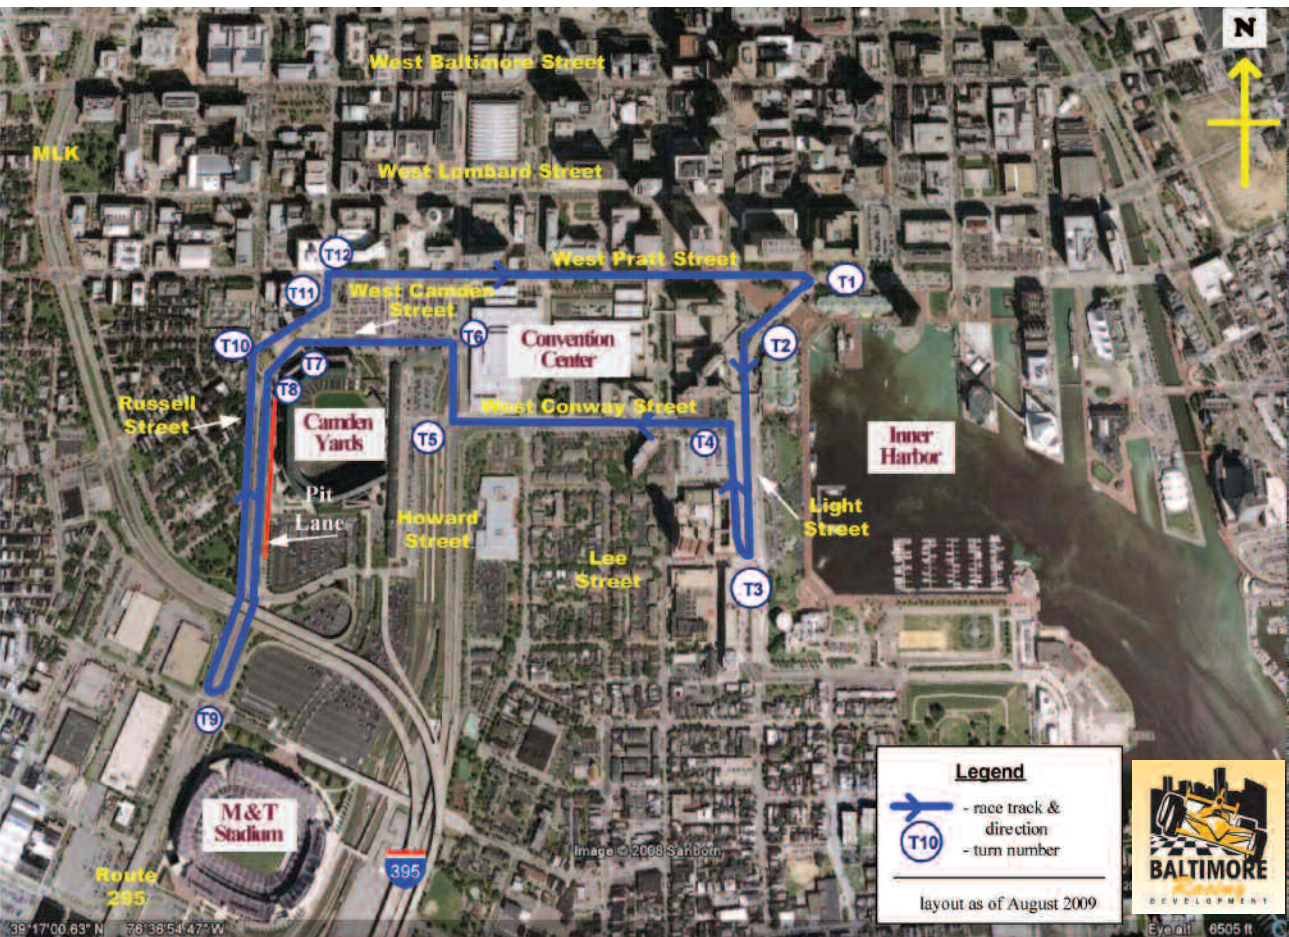 N
West Baltimore Street
MLK
West Lombard Street
T12
West Pratt Street
T1
T11
West Camden
Street
T10
T6
Convention
Center
T2
T7
T8
Russell
Street
Camden
Yards
West Conway Street
T5
T4
Inner
Harbor
Pit
Lane
Howard
Street
Light
Street
Lee
Street
T3
T9
M&T
Stadium
Route
295
395
Image © 2008 Sanborn
Legend
- race track &
direction
T10
- turn number
layout as of August 2009
BALTIMORE
Racing
DEVELOPMENT
39°17'00.63" N 76°36'54.47" W
Eye alt 6505 ft